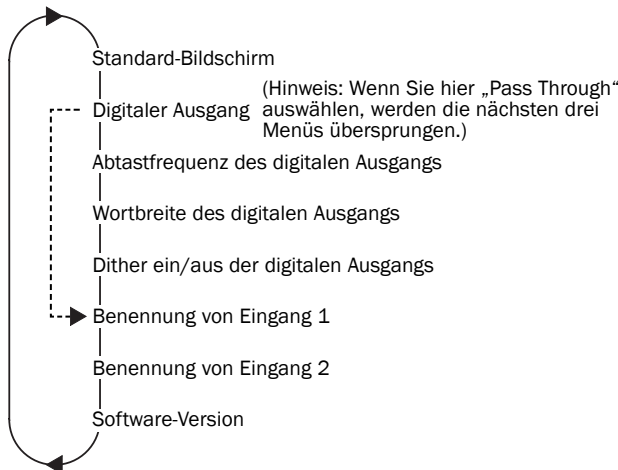 Standard-Bildschirm
Digitaler Ausgang
(Hinweis: Wenn Sie hier „Pass Through“
auswählen, werden die nächsten drei
Menüs übersprungen.)
Abtastfrequenz des digitalen Ausgangs
Wortbreite des digitalen Ausgangs
Dither ein/aus der digitalen Ausgangs
Benennung von Eingang 1
Benennung von Eingang 2
Software-Version